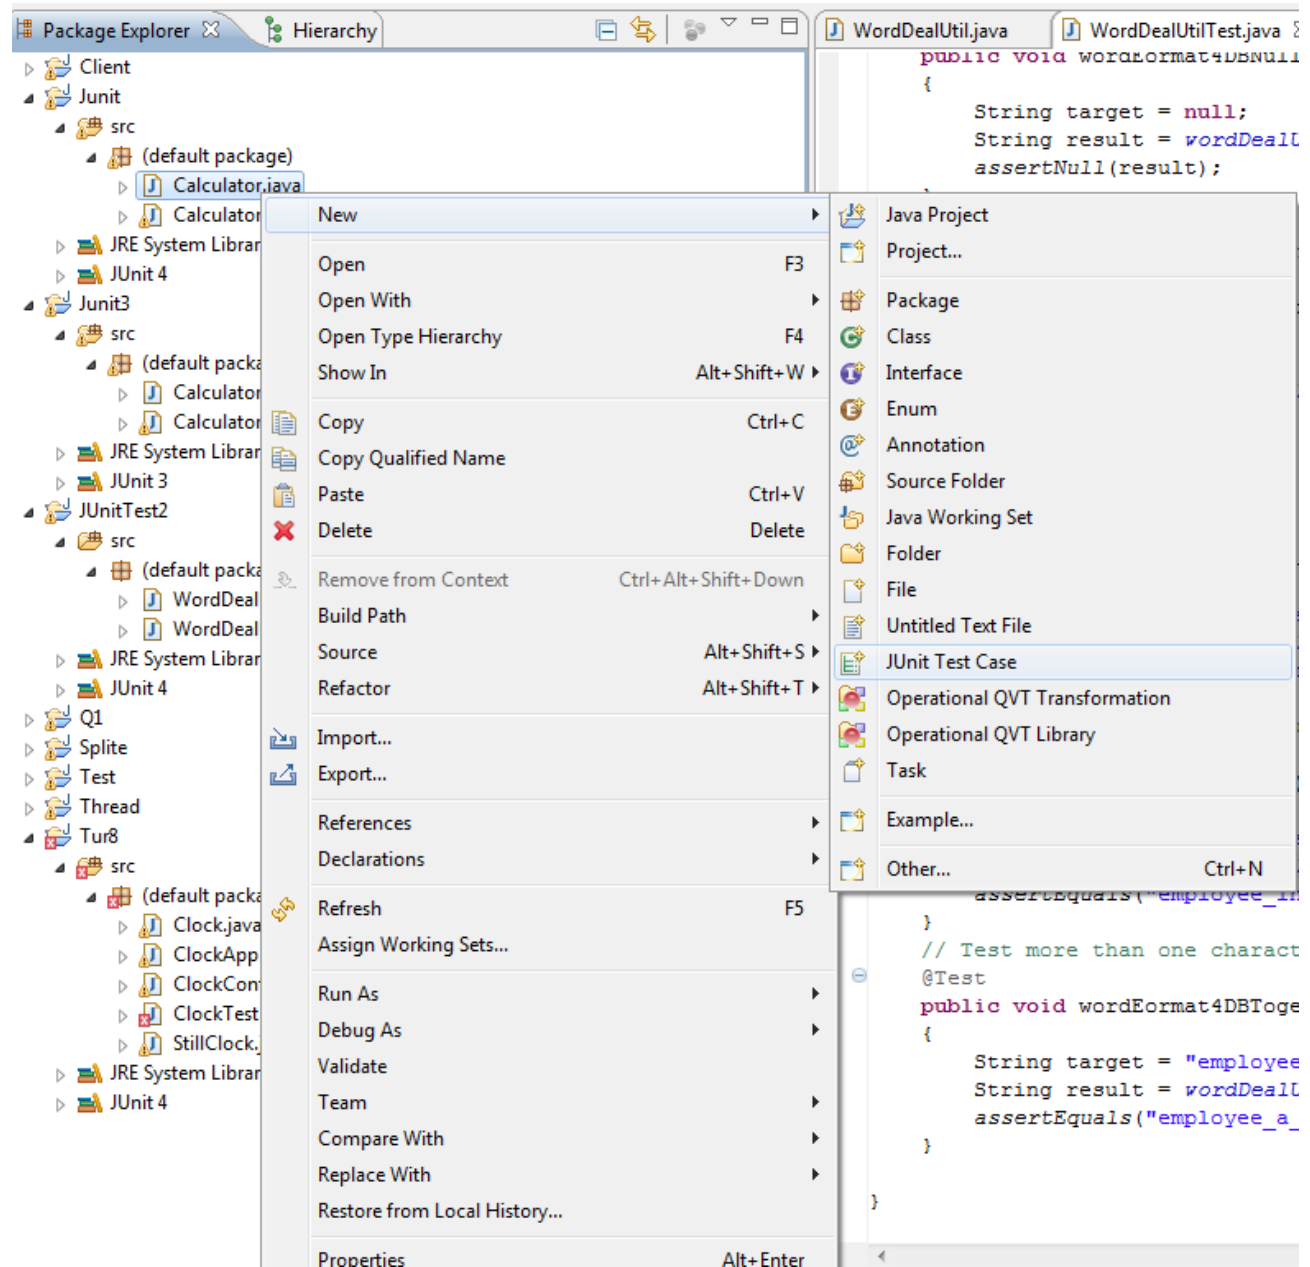 Package Explorer
Hierarchy
Client
Junit
src
(default package)
Calculator.java
Calculator
JRE System Librar
JUnit 4
Junit3
src
(default packa
Calculator
Calculator
JRE System Librar
JUnit 3
JUnitTest2
src
(default packa
WordDeal
WordDeal
JRE System Librar
JUnit 4
Q1
Splite
Test
Thread
Tur8
src
(default packa
Clock.java
ClockApp
ClockCon
ClockTest
StillClock.j
JRE System Librar
JUnit 4
New
Open F3
Open With
Open Type Hierarchy F4
Show In Alt+Shift+W
Copy Ctrl+C
Copy Qualified Name
Paste Ctrl+V
Delete Delete
Remove from Context Ctrl+Alt+Shift+Down
Build Path
Source Alt+Shift+S
Refactor Alt+Shift+T
Import...
Export...
References
Declarations
Refresh F5
Assign Working Sets...
Run As
Debug As
Validate
Team
Compare With
Replace With
Restore from Local History...
Properties Alt+Enter
Java Project
Project...
Package
Class
Interface
Enum
Annotation
Source Folder
Java Working Set
Folder
File
Untitled Text File
JUnit Test Case
Operational QVT Transformation
Operational QVT Library
Task
Example...
Other... Ctrl+N
WordDealUtil.java
WordDealUtilTest.java
public void wordEormat4DBNull
{
String target = null;
String result = wordDealU
assertNull(result);
assertEquals("employee_in
}
// Test more than one charact
@Test
public void wordEormat4DBToge
{
String target = "employee
String result = wordDealU
assertEquals("employee_a_
}
}